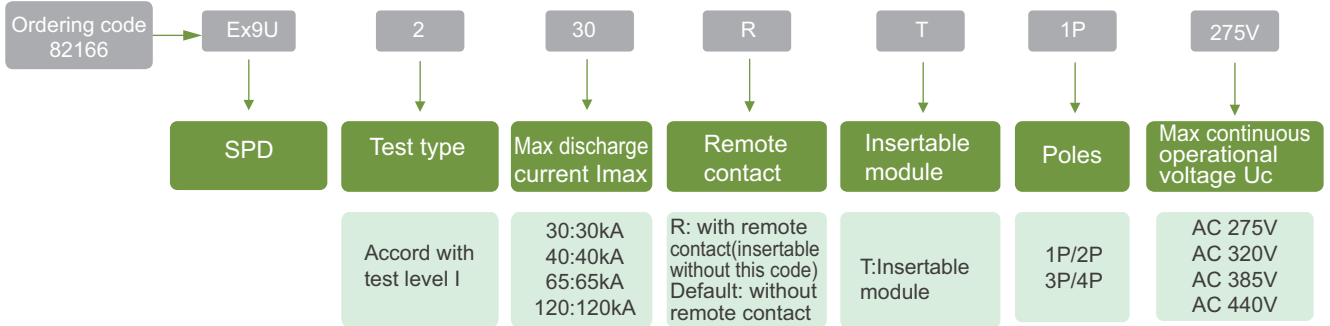 Ordering code
82166
Ex9U
2
30
R
T
1P
275V
SPD
Test type
Max discharge
current Imax
Remote
contact
Insertable
module
Poles
Max continuous
operational
voltage Uc
Accord with
test level I
30:30kA
40:40kA
65:65kA
120:120kA
R: with remote
contact(insertable
without this code)
Default: without
remote contact
T:Insertable
module
1P/2P
3P/4P
AC 275V
AC 320V
AC 385V
AC 440V